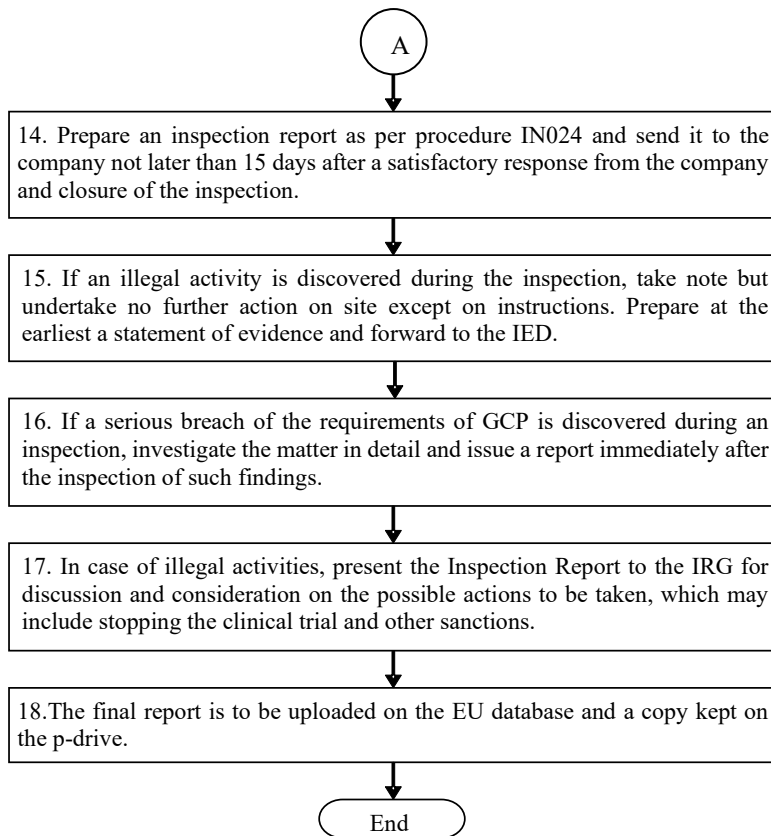 A
14. Prepare an inspection report as per procedure IN024 and send it to the
company not later than 15 days after a satisfactory response from the company
and closure of the inspection.
15. If an illegal activity is discovered during the inspection, take note but
undertake no further action on site except on instructions. Prepare at the
earliest a statement of evidence and forward to the IED.
16. If a serious breach of the requirements of GCP is discovered during an
inspection, investigate the matter in detail and issue a report immediately after
the inspection of such findings.
17. In case of illegal activities, present the Inspection Report to the IRG for
discussion and consideration on the possible actions to be taken, which may
include stopping the clinical trial and other sanctions.
18.The final report is to be uploaded on the EU database and a copy kept on
the p-drive.
End